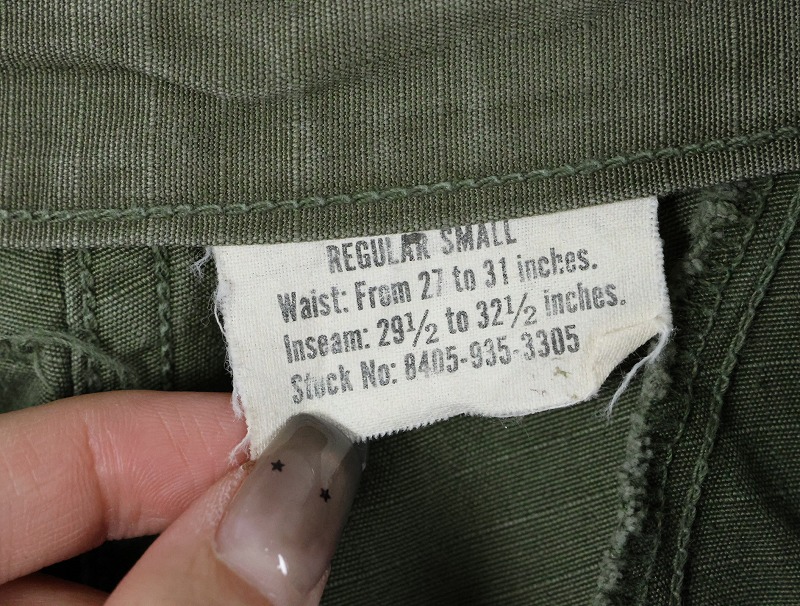 REGULAR SMALL
Waist: From 27 to 31 inches.
Inseam: 29½ to 32½ inches.
Stock No: 8405-935-3305